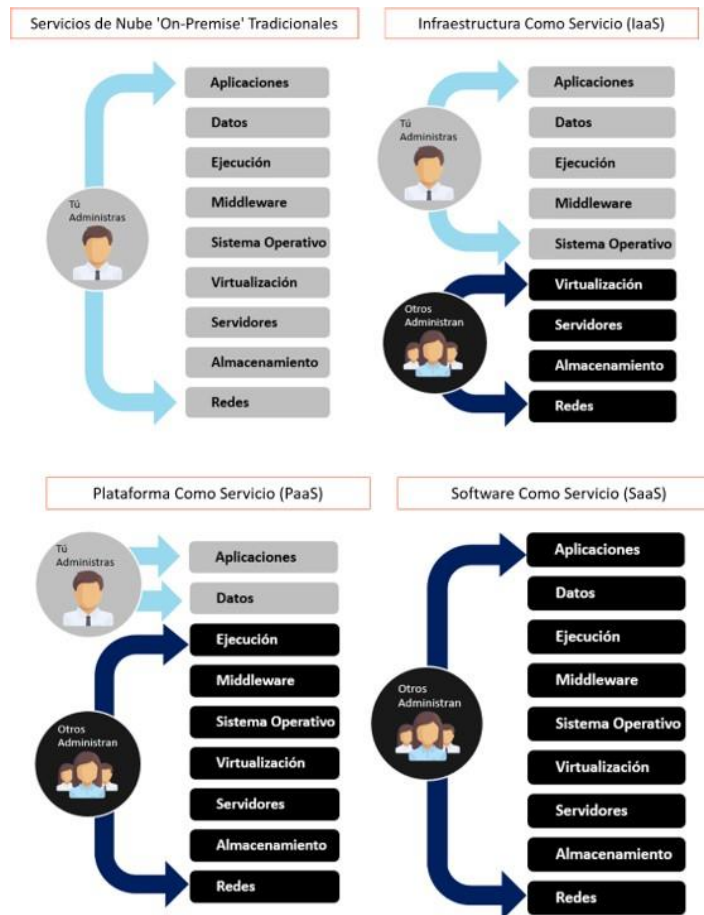 Servicios de Nube 'On-Premise' Tradicionales
Tú
Administras
Aplicaciones
Datos
Ejecución
Middleware
Sistema Operativo
Virtualización
Servidores
Almacenamiento
Redes
Infraestructura Como Servicio (IaaS)
Tú
Administras
Otros
Administran
Aplicaciones
Datos
Ejecución
Middleware
Sistema Operativo
Virtualización
Servidores
Almacenamiento
Redes
Plataforma Como Servicio (PaaS)
Tú
Administras
Otros
Administran
Aplicaciones
Datos
Ejecución
Middleware
Sistema Operativo
Virtualización
Servidores
Almacenamiento
Redes
Software Como Servicio (SaaS)
Otros
Administran
Aplicaciones
Datos
Ejecución
Middleware
Sistema Operativo
Virtualización
Servidores
Almacenamiento
Redes